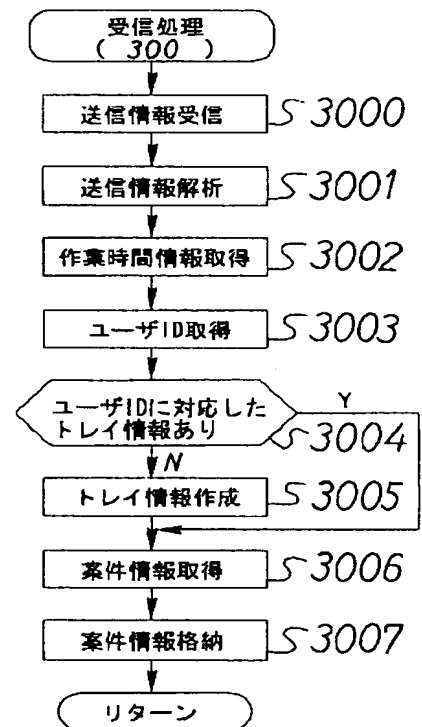 受信処理
( 300 )
送信情報受信 S3000
送信情報解析 S3001
作業時間情報取得 S3002
ユーザID取得 S3003
ユーザIDに対応した
トレイ情報あり S3004
Y
N
トレイ情報作成 S3005
案件情報取得 S3006
案件情報格納 S3007
リターン